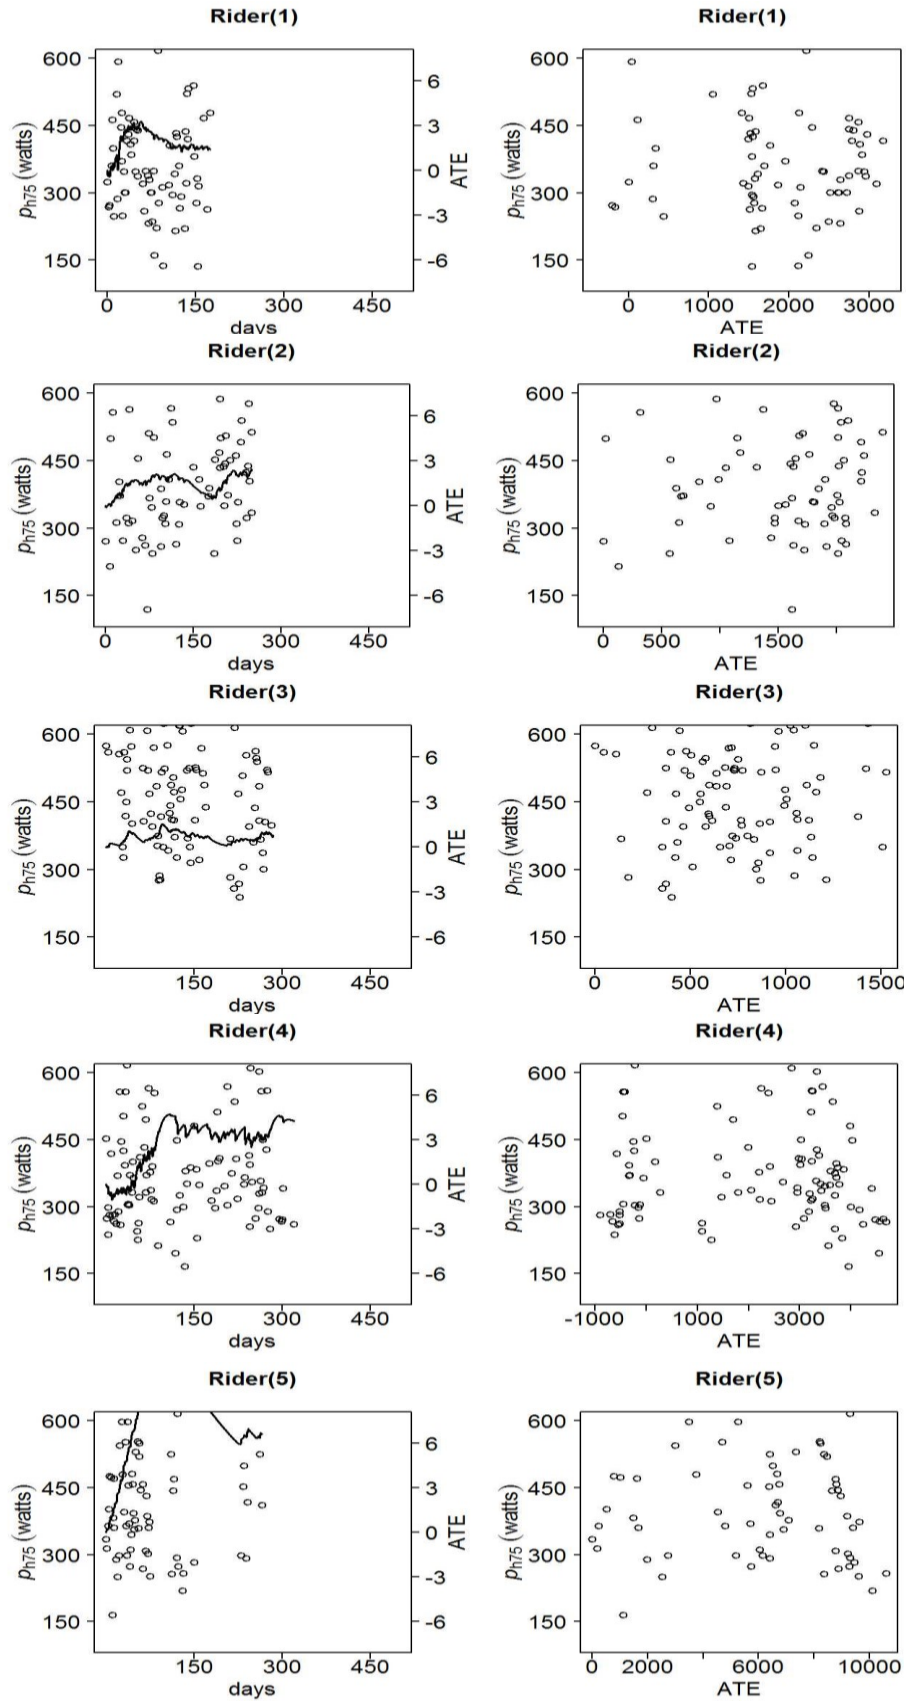 Rider(1) Rider(1)
600 6 600
450 3 450
0
300 300
-3
150 -6 150
p_h75 (watts) ATE p_h75 (watts)
0 150 300 450 0 1000 2000 3000
days ATE
Rider(2) Rider(2)
600 6 600
450 3 450
0
300 300
-3
150 -6 150
p_h75 (watts) ATE p_h75 (watts)
0 150 300 450 0 500 1500
days ATE
Rider(3) Rider(3)
600 6 600
450 3 450
0
300 300
-3
150 -6 150
p_h75 (watts) ATE p_h75 (watts)
150 300 450 0 500 1000 1500
days ATE
Rider(4) Rider(4)
600 6 600
450 3 450
0
300 300
-3
150 -6 150
p_h75 (watts) ATE p_h75 (watts)
150 300 450 -1000 1000 3000
days ATE
Rider(5) Rider(5)
600 6 600
450 3 450
0
300 300
-3
150 -6 150
p_h75 (watts) ATE p_h75 (watts)
150 300 450 0 2000 6000 10000
days ATE